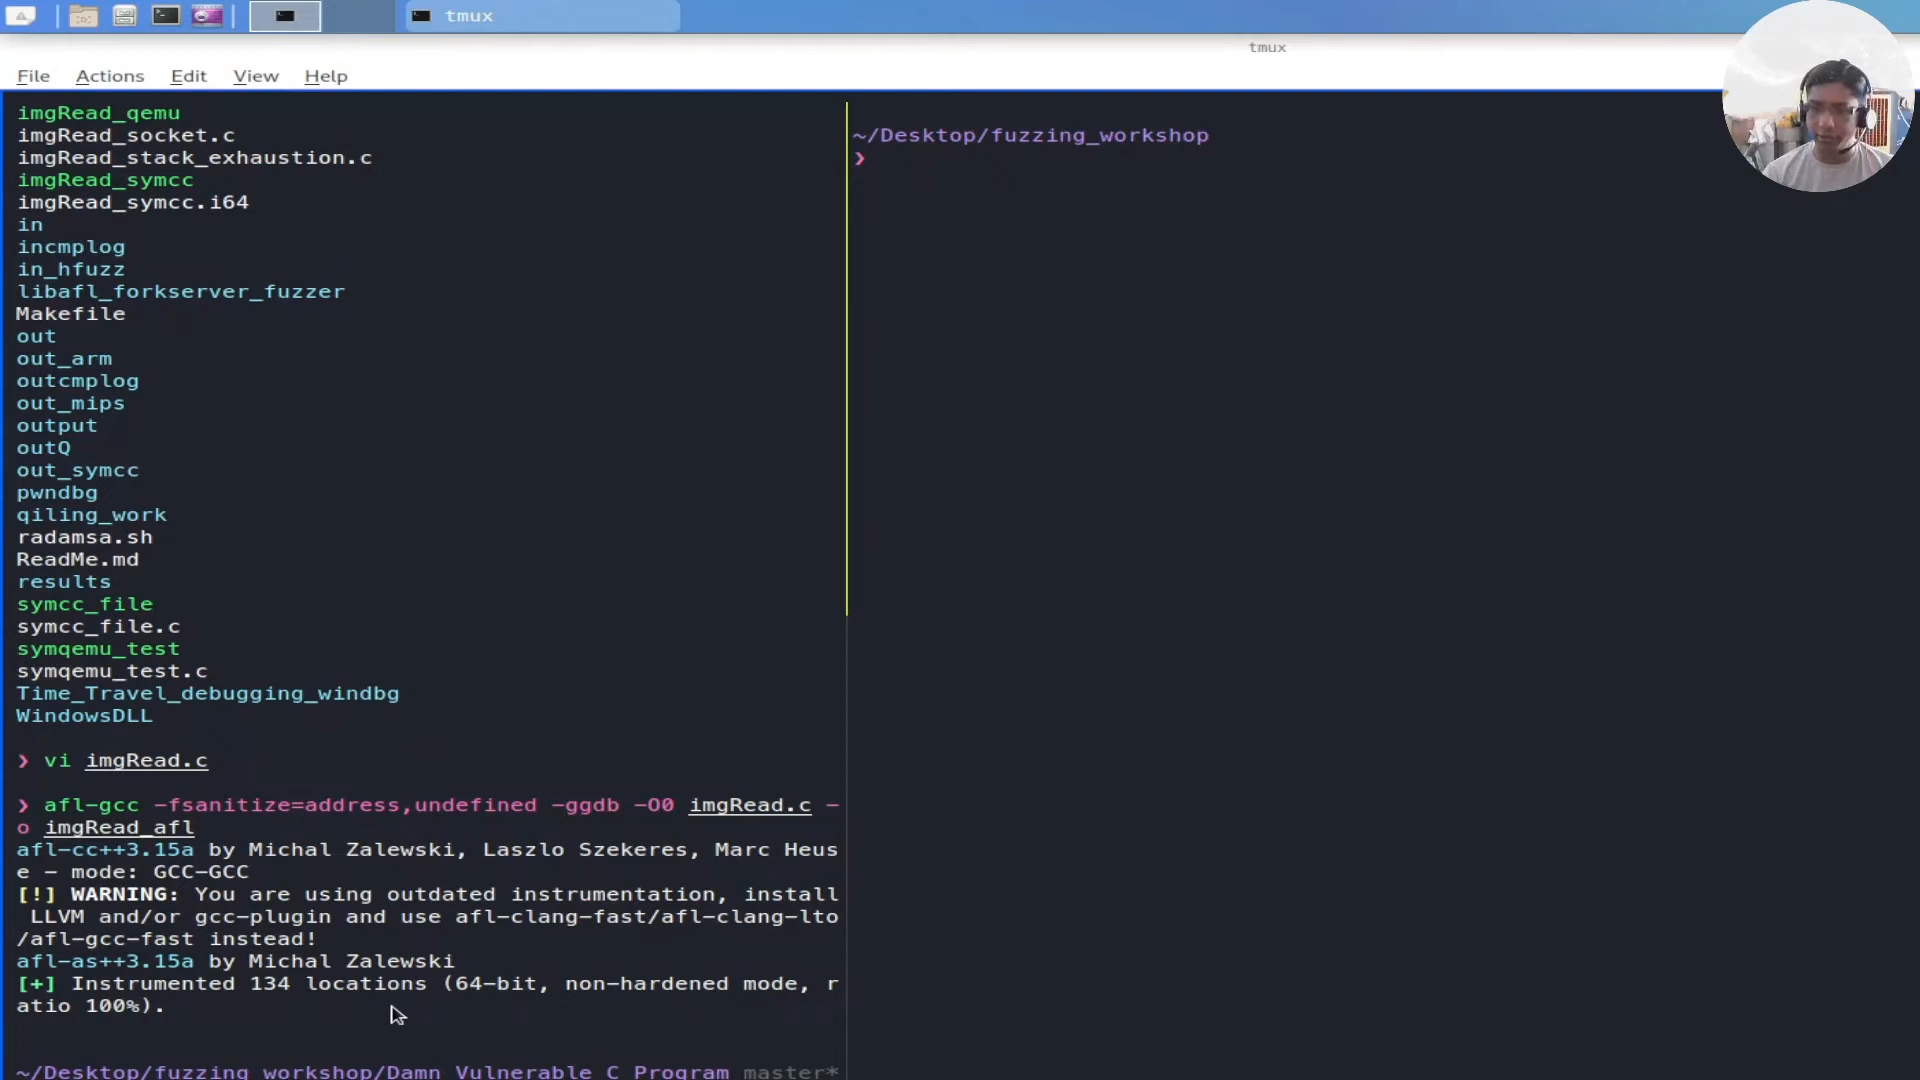 tmux
tmux
File Actions Edit View Help
imgRead_qemu
imgRead_socket.c
imgRead_stack_exhaustion.c
imgRead_symcc
imgRead_symcc.i64
in
incmplog
in_hfuzz
libafl_forkserver_fuzzer
Makefile
out
out_arm
outcmplog
out_mips
output
outQ
out_symcc
pwndbg
qiling_work
radamsa.sh
ReadMe.md
results
symcc_file
symcc_file.c
symqemu_test
symqemu_test.c
Time_Travel_debugging_windbg
WindowsDLL
❯ vi imgRead.c
❯ afl-gcc -fsanitize=address,undefined -ggdb -O0 imgRead.c -
o imgRead_afl
afl-cc++3.15a by Michal Zalewski, Laszlo Szekeres, Marc Heus
e - mode: GCC-GCC
[!] WARNING: You are using outdated instrumentation, install
LLVM and/or gcc-plugin and use afl-clang-fast/afl-clang-lto
/afl-gcc-fast instead!
afl-as++3.15a by Michal Zalewski
[+] Instrumented 134 locations (64-bit, non-hardened mode, r
atio 100%).
~/Desktop/fuzzing_workshop/Damn_Vulnerable_C_Program master*
~/Desktop/fuzzing_workshop
❯